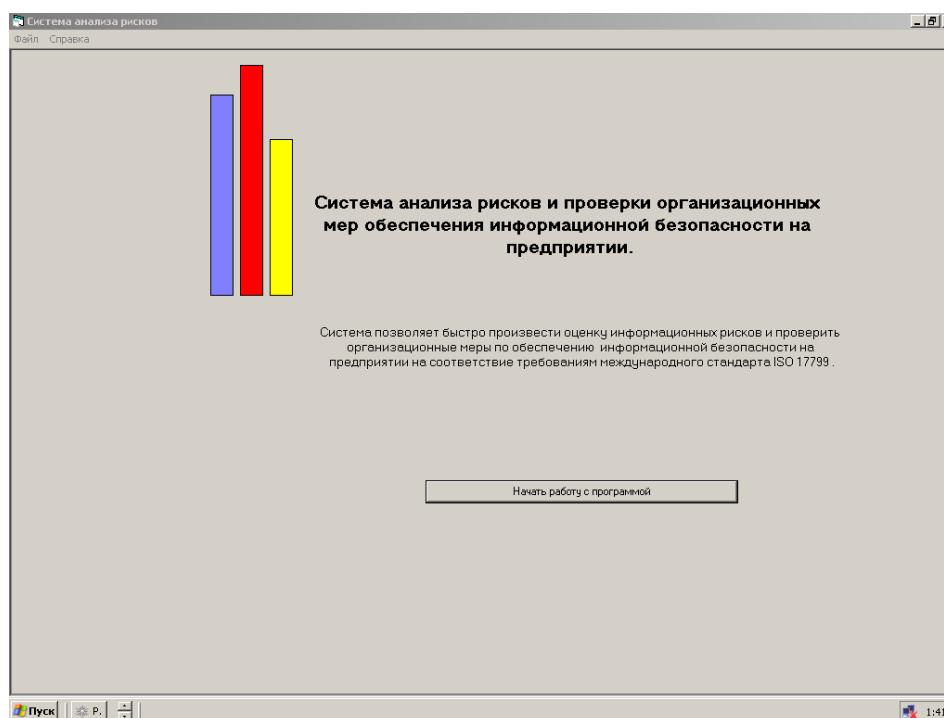 Система анализа рисков
Файл Справка
Система анализа рисков и проверки организационных
мер обеспечения информационной безопасности на
предприятии.
Система позволяет быстро произвести оценку информационных рисков и проверить
организационные меры по обеспечению информационной безопасности на
предприятии на соответствие требованиям международного стандарта ISO 17799 .
Начать работу с программой
Пуск Р. 1:41